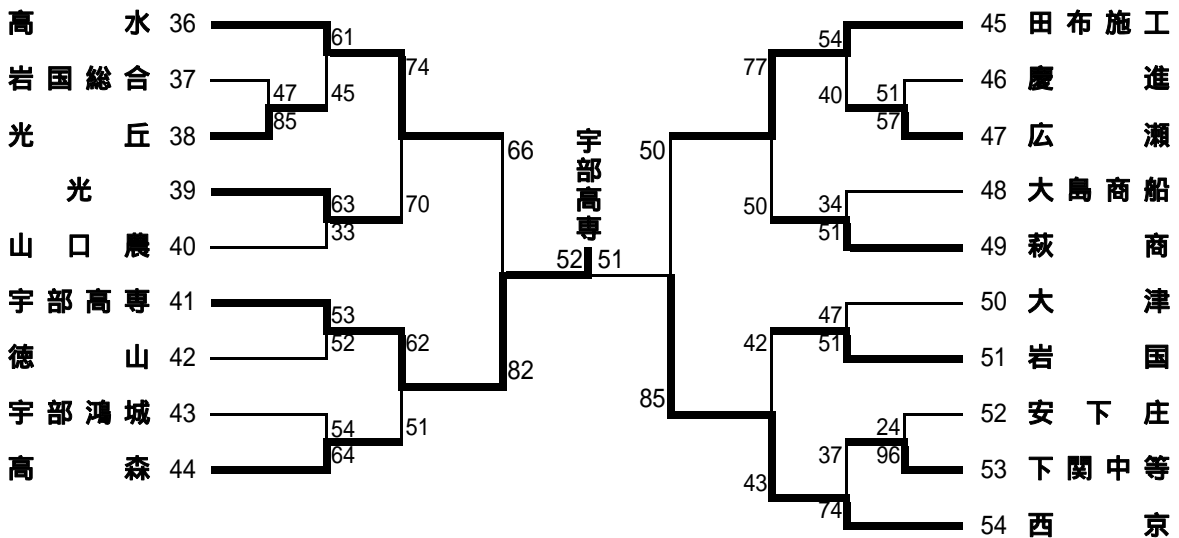 高水 36
岩国総合 37
光丘 38
光 39
山口農 40
宇部高専 41
徳山 42
宇部鴻城 43
高森 44
61
45
47
85
74
70
63
33
53
52
62
51
54
64
66
82
宇部高専
52 51
50
85
77
50
54
40
51
57
34
51
42
43
47
51
37
74
24
96
45 田布施工
46 慶進
47 広瀬
48 大島商船
49 萩商
50 大津
51 岩国
52 安下庄
53 下関中等
54 西京